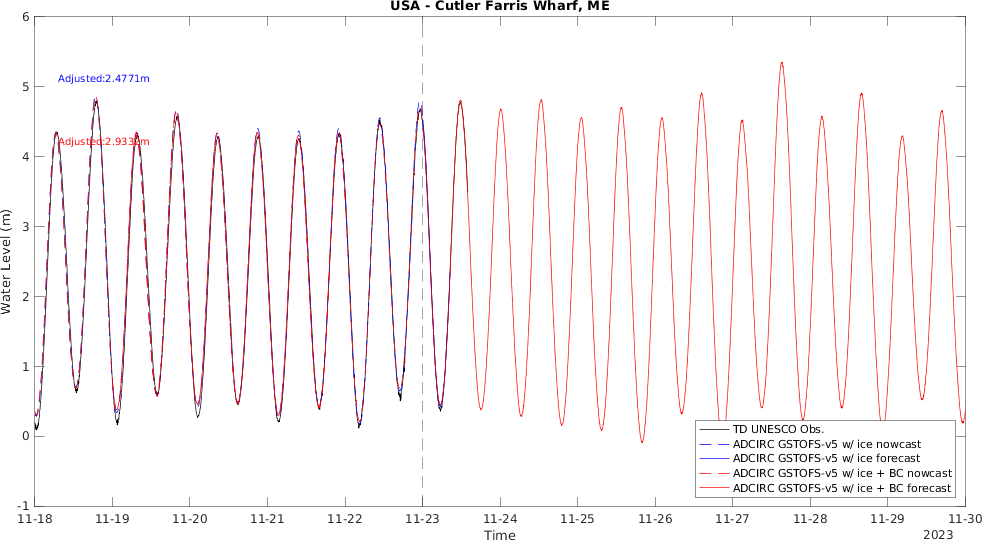 USA - Cutler Farris Wharf, ME
6
5
4
3
2
1
0
-1
Water Level (m)
Adjusted:2.4771m
Adjusted:2.9332m
TD UNESCO Obs.
ADCIRC GSTOFS-v5 w/ ice nowcast
ADCIRC GSTOFS-v5 w/ ice forecast
ADCIRC GSTOFS-v5 w/ ice + BC nowcast
ADCIRC GSTOFS-v5 w/ ice + BC forecast
11-18 11-19 11-20 11-21 11-22 11-23 11-24 11-25 11-26 11-27 11-28 11-29 11-30
Time
2023